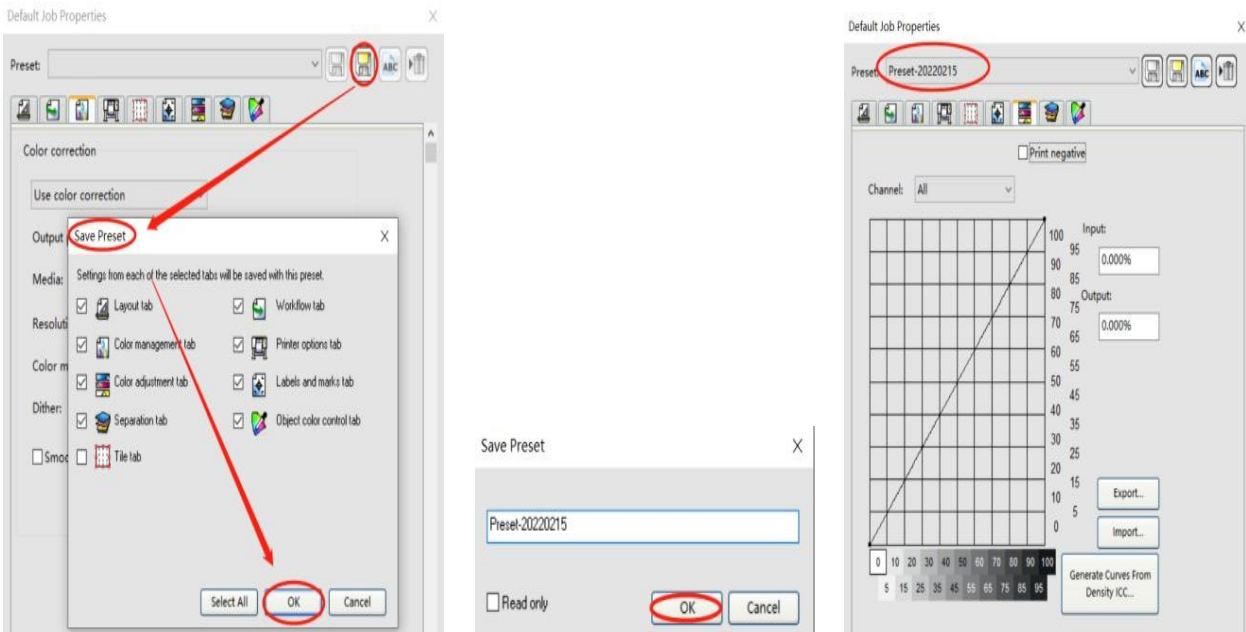 Default Job Properties
X
Preset:
ABC
Color correction
Use color correction
Output
Media:
Resoluti
Color m
Dither:
Smoo
Save Preset
X
Settings from each of the selected tabs will be saved with this preset.
Layout tab
Workflow tab
Color management tab
Printer options tab
Color adjustment tab
Labels and marks tab
Separation tab
Object color control tab
Tile tab
Select All
OK
Cancel
Save Preset
X
Preset-20220215
Read only
OK
Cancel
Default Job Properties
X
Preset: Preset-20220215
ABC
Print negative
Channel: All
100
95
90
85
80
75
70
65
60
55
50
45
40
35
30
25
20
15
10
5
0
Input:
0.000%
Output:
0.000%
Export...
Import...
Generate Curves From
Density ICC...
0 10 20 30 40 50 60 70 80 90 100
5 15 25 35 45 55 65 75 85 95